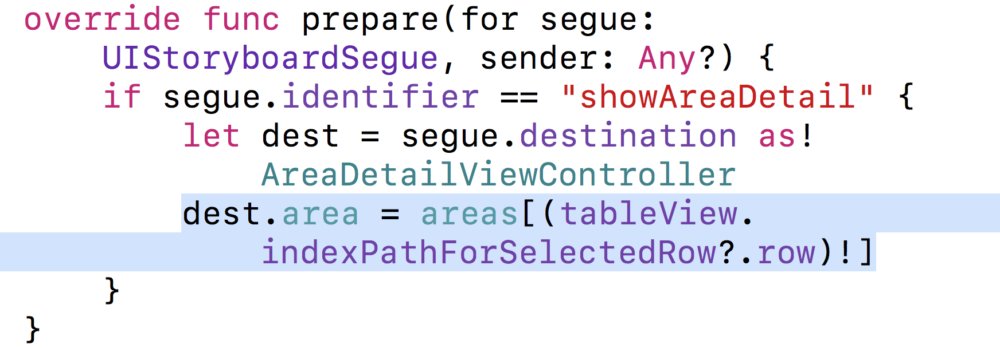 override func prepare(for segue:
UIStoryboardSegue, sender: Any?) {
if segue.identifier == "showAreaDetail" {
let dest = segue.destination as!
AreaDetailViewController
dest.area = areas[(tableView.
indexPathForSelectedRow?.row)!]
}
}